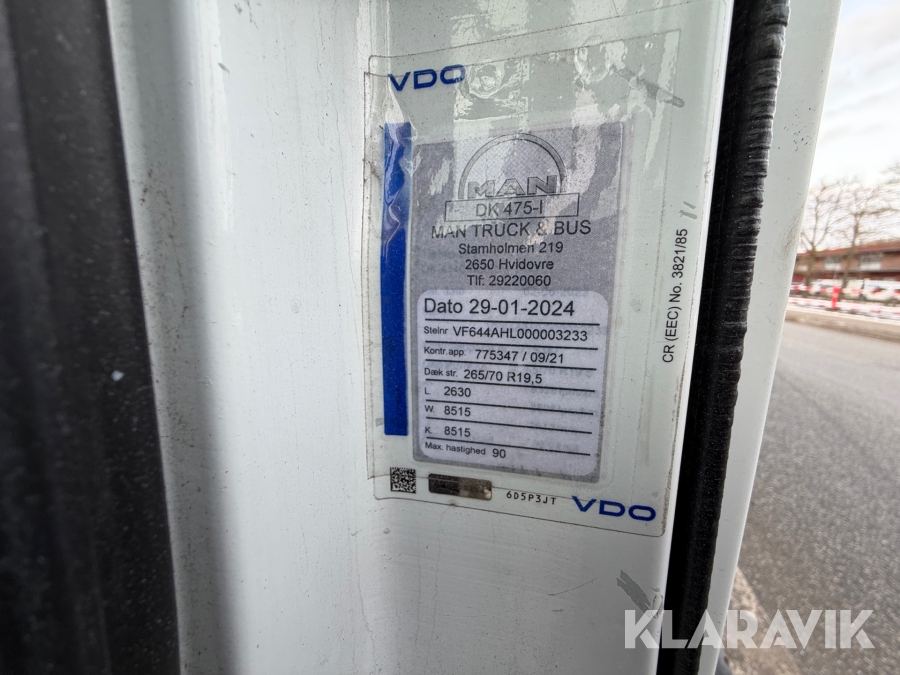 VDO
MAN
DK 475-I
MAN TRUCK & BUS
Stamholmen 219
2650 Hvidovre
Tlf: 29220060
Dato 29-01-2024
Stelnr VF644AHL000003233
Kontr.app. 775347 / 09/21
Dæk str. 265/70 R19,5
L 2630
W. 8515
K 8515
Max. hastighed 90
CR (EEC) No. 3821/85
6D5P3JT
VDO
KLARAVIK